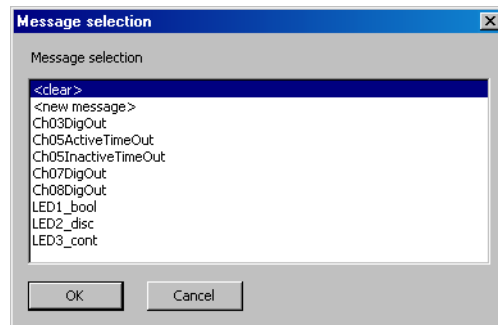 Message selection
Message selection
<clear>
<new message>
Ch03DigOut
Ch05ActiveTimeOut
Ch05InactiveTimeOut
Ch07DigOut
Ch08DigOut
LED1_bool
LED2_disc
LED3_cont
OK Cancel